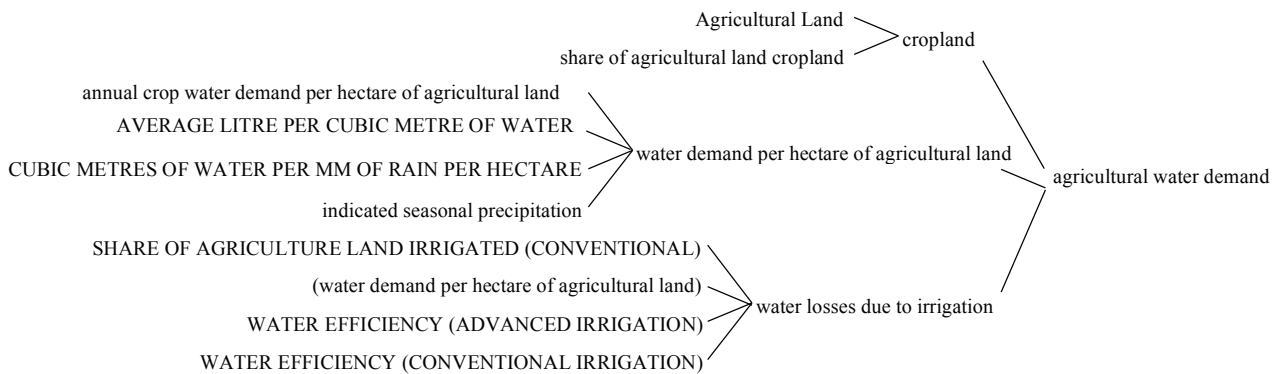 Agricultural Land
share of agricultural land cropland
cropland
annual crop water demand per hectare of agricultural land
AVERAGE LITRE PER CUBIC METRE OF WATER
CUBIC METRES OF WATER PER MM OF RAIN PER HECTARE
indicated seasonal precipitation
water demand per hectare of agricultural land
agricultural water demand
SHARE OF AGRICULTURE LAND IRRIGATED (CONVENTIONAL)
(water demand per hectare of agricultural land)
WATER EFFICIENCY (ADVANCED IRRIGATION)
WATER EFFICIENCY (CONVENTIONAL IRRIGATION)
water losses due to irrigation